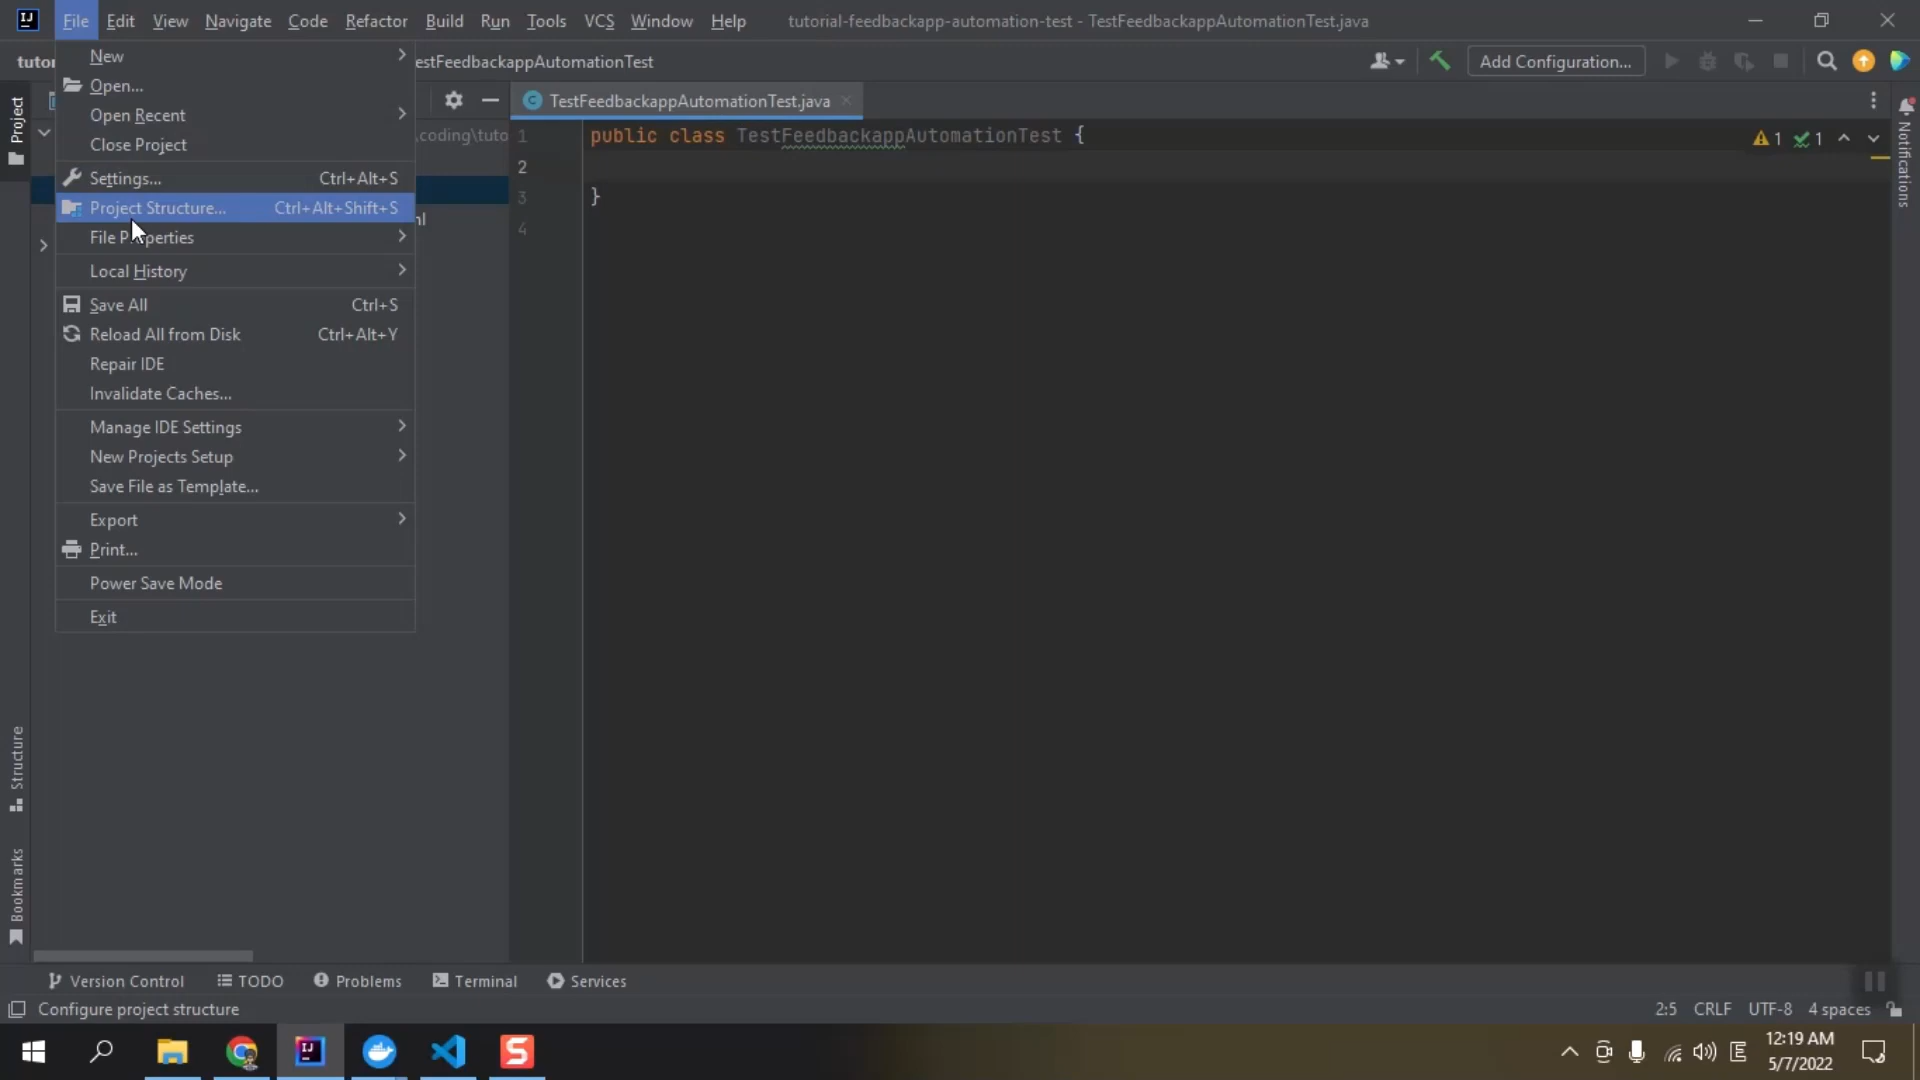 File Edit View Navigate Code Refactor Build Run Tools VCS Window Help tutorial-feedbackapp-automation-test - TestFeedbackappAutomationTest.java
tutor estFeedbackappAutomationTest Add Configuration...
New
Open...
Open Recent
Close Project
Settings... Ctrl+Alt+S
Project Structure... Ctrl+Alt+Shift+S
File Properties
Local History
Save All Ctrl+S
Reload All from Disk Ctrl+Alt+Y
Repair IDE
Invalidate Caches...
Manage IDE Settings
New Projects Setup
Save File as Template...
Export
Print...
Power Save Mode
Exit
Project
Structure
Bookmarks
\coding\tuto
ml
TestFeedbackappAutomationTest.java
1 public class TestFeedbackappAutomationTest {
2
3 }
4
1 1
Notifications
Version Control TODO Problems Terminal Services
Configure project structure 2:5 CRLF UTF-8 4 spaces
12:19 AM
5/7/2022